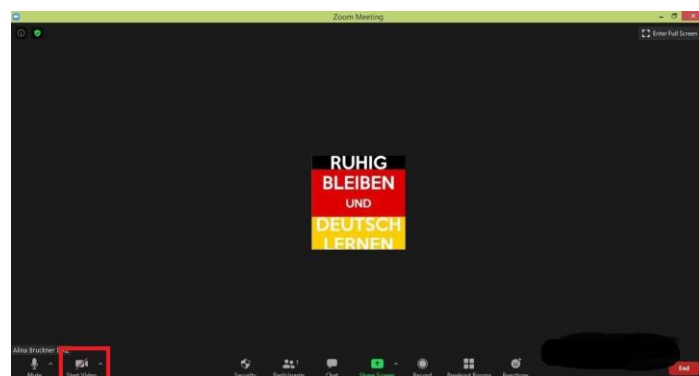 Zoom Meeting
Enter Full Screen
RUHIG
BLEIBEN
UND
DEUTSCH
LERNEN
Alina Bruckner
1
Mute
Start Video
Security
Participants
Chat
Share Screen
Record
Breakout Rooms
Reactions
End